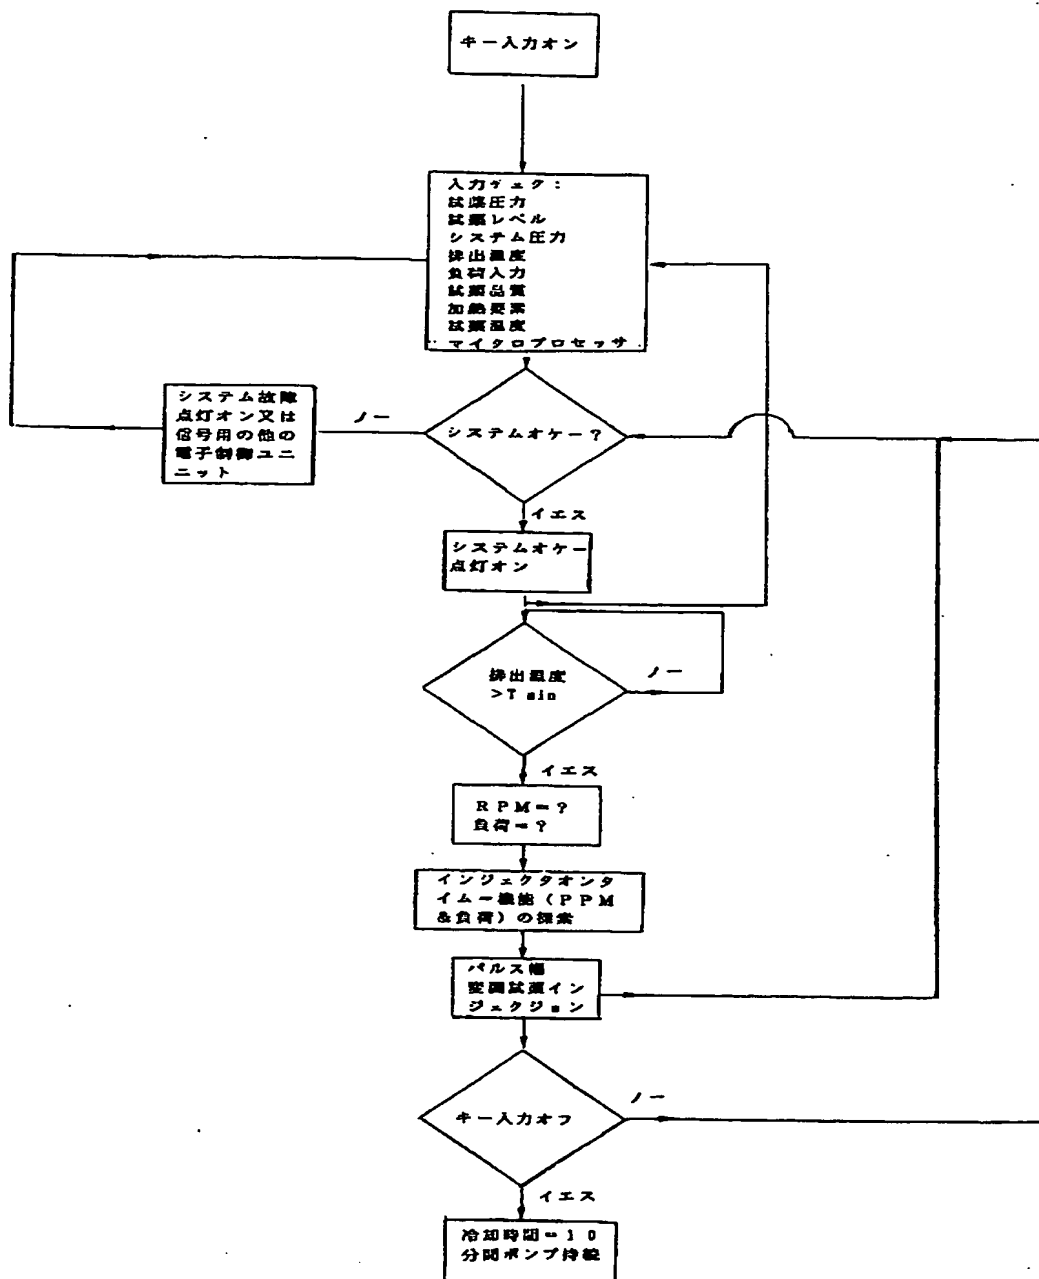 キー入力オン
入力チェック：
試薬圧力
試薬レベル
システム圧力
排出温度
負荷入力
試薬品質
加熱要素
試薬温度
マイクロプロセッサ
システム故障
点灯オン又は
信号用の他の
電子制御ユニ
ニット
ノー
システムオケー？
イエス
システムオケー
点灯オン
排出温度
＞Ｔmin
ノー
イエス
ＲＰＭ＝？
負荷＝？
インジェクタオンタ
イムー機能（ＰＰＭ
＆負荷）の探索
パルス幅
変調試薬イン
ジェクション
キー入力オフ
ノー
イエス
冷却時間＝１０
分間ポンプ持続